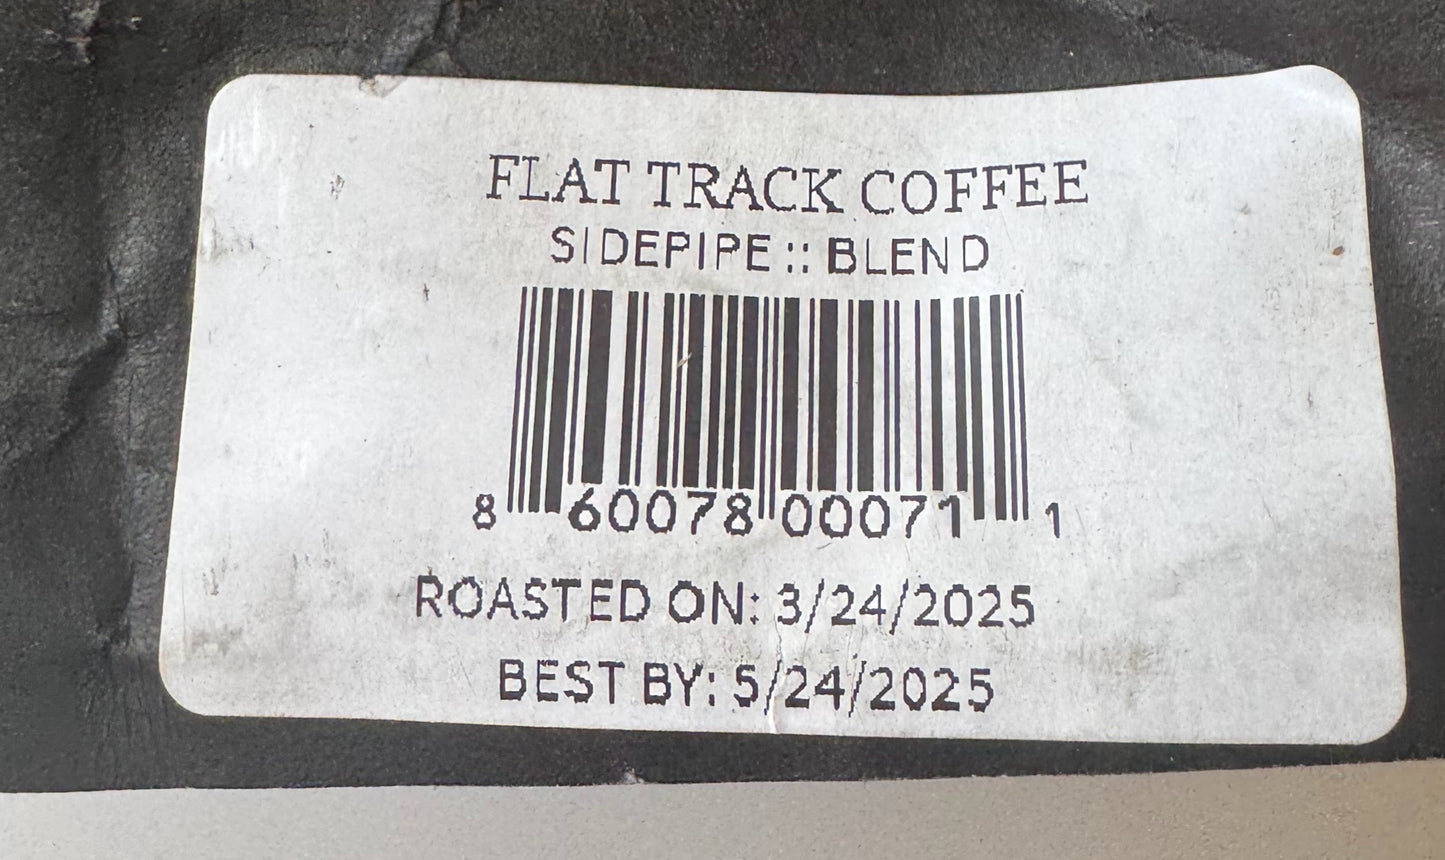 FLAT TRACK COFFEE
SIDEPIPE :: BLEND
8 60078 00071 1
ROASTED ON: 3/24/2025
BEST BY: 5/24/2025